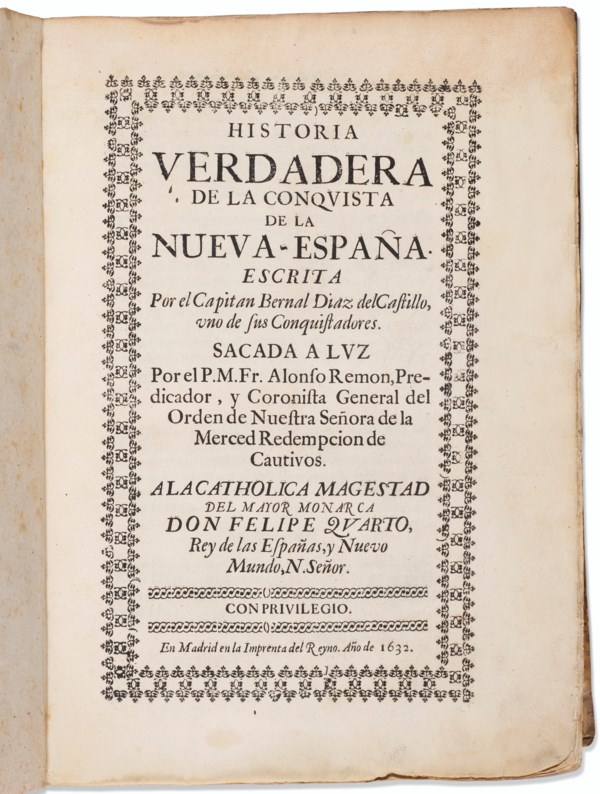 HISTORIA
VERDADERA
DE LA CONQVISTA
DE LA
NUEVA-ESPAÑA.
ESCRITA
Por el Capitan Bernal Diaz del Caſtillo,
vno de ſus Conquiſtadores.
SACADA A LVZ
Por el P.M.Fr. Alonſo Remon, Pre-
dicador, y Coroniſta General del
Orden de Nueſtra Señora de la
Merced Redempcion de
Cautivos.
A LA CATHOLICA MAGESTAD
DEL MAYOR MONARCA
DON FELIPE QVARTO,
Rey de las Eſpañas, y Nuevo
Mundo, N. Señor.
CON PRIVILEGIO.
En Madrid en la Imprenta del Reyno. Año de 1632.